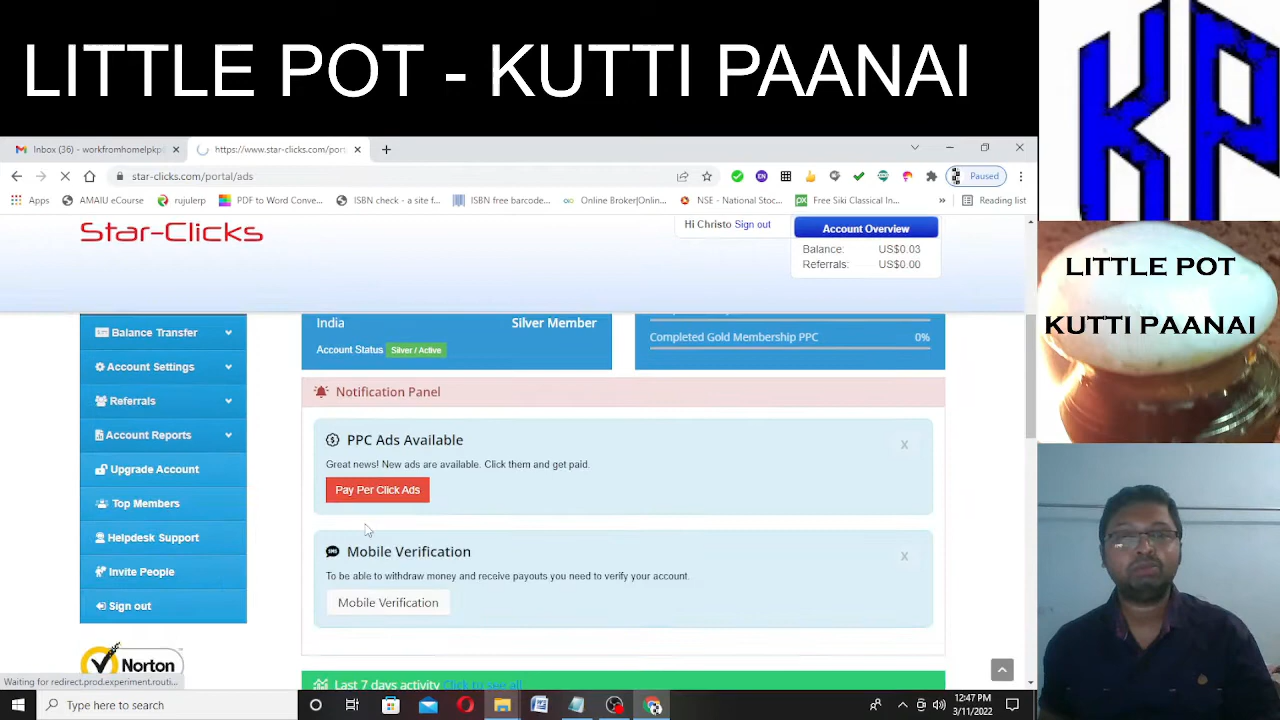 LITTLE POT - KUTTI PAANAI
KP
LITTLE POT
KUTTI PAANAI
Inbox (36) - workfromhomelpkp
https://www.star-clicks.com/port
star-clicks.com/portal/ads
Paused
Apps
AMAIU eCourse
rujulerp
PDF to Word Conve...
ISBN check - a site f...
ISBN free barcode...
Online Broker|Onlin...
NSE - National Stoc...
Free Siki Classical In...
»
Reading list
Star-Clicks
Hi Christo Sign out
Account Overview
Balance: US$0.03
Referrals: US$0.00
Balance Transfer
Account Settings
Referrals
Account Reports
Upgrade Account
Top Members
Helpdesk Support
Invite People
Sign out
Norton
India Silver Member
Account Status Silver / Active
Completed Gold Membership PPC 0%
Notification Panel
PPC Ads Available X
Great news! New ads are available. Click them and get paid.
Pay Per Click Ads
Mobile Verification X
To be able to withdraw money and receive payouts you need to verify your account.
Mobile Verification
Last 7 days activity Click to see all
Waiting for redirect.prod.experiment.routi...
Type here to search
12:47 PM
3/11/2022